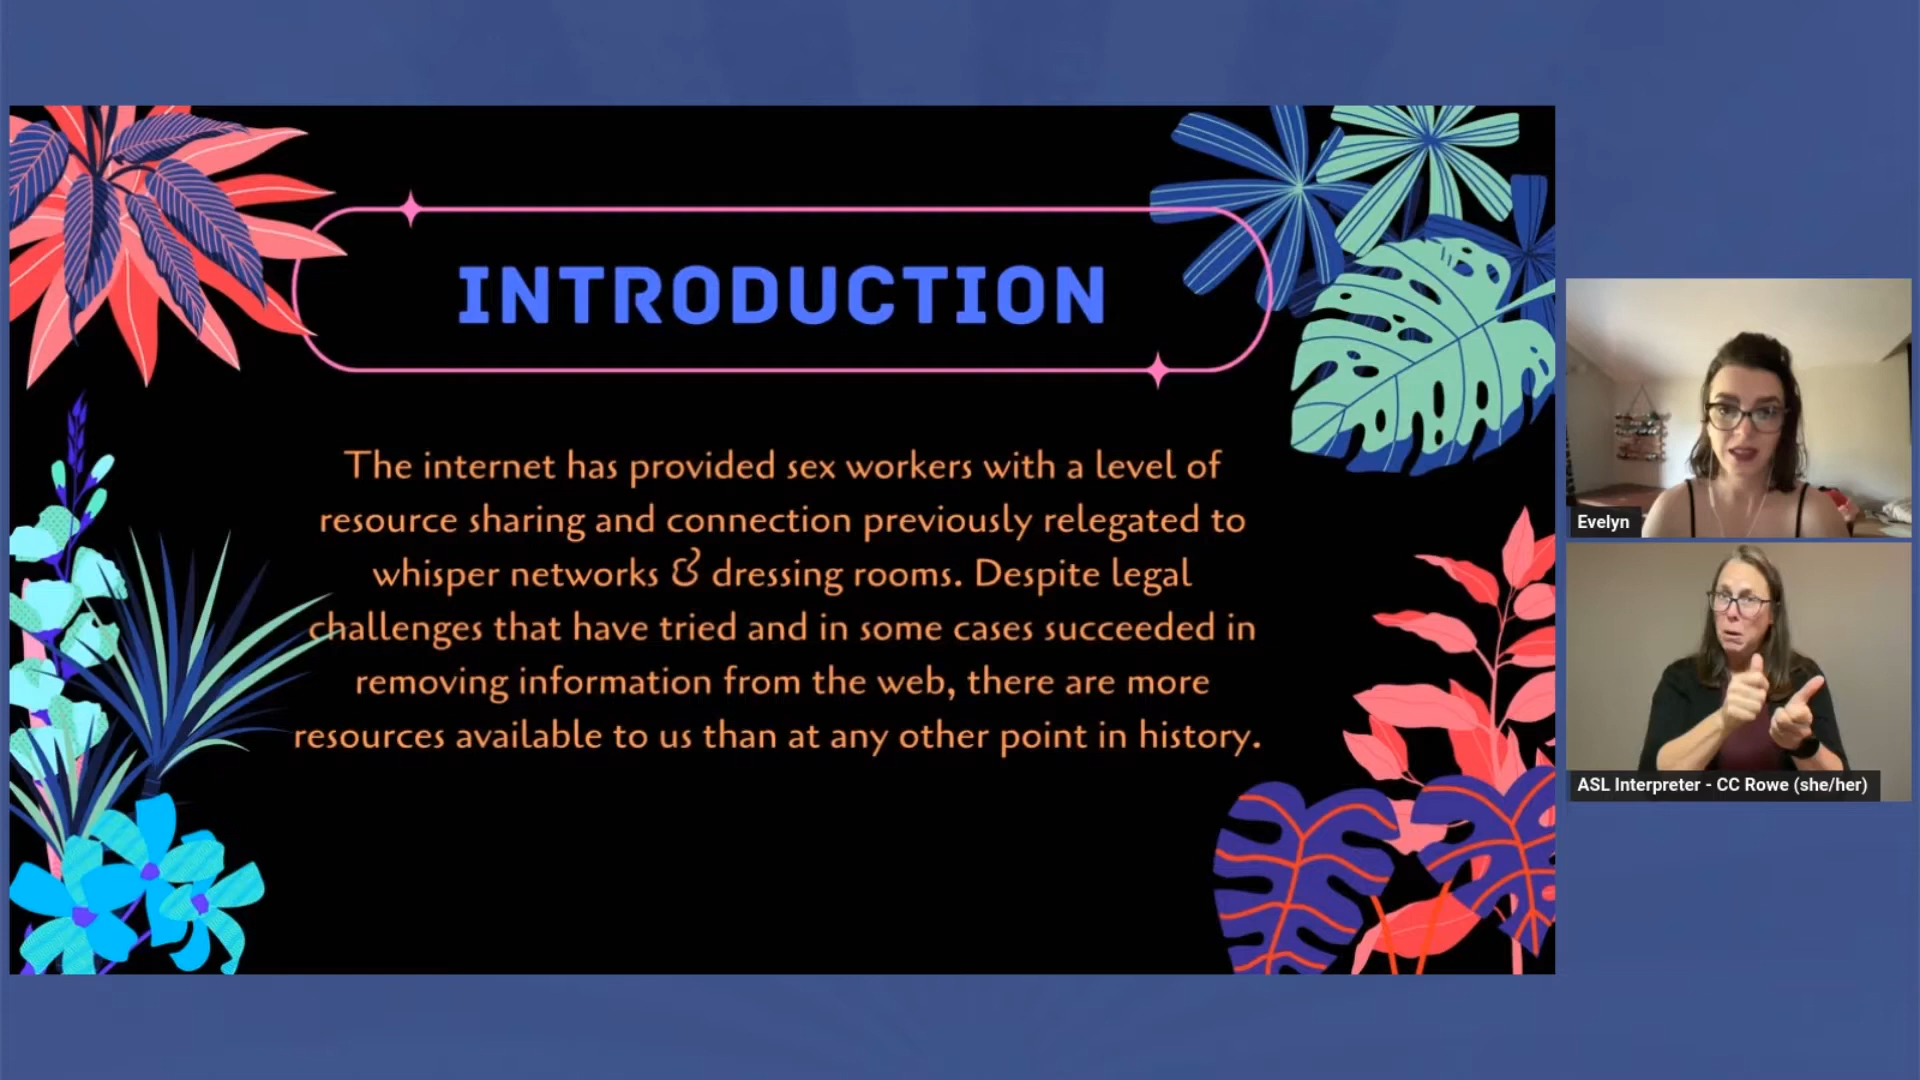 INTRODUCTION
The internet has provided sex workers with a level of
resource sharing and connection previously relegated to
whisper networks & dressing rooms. Despite legal
challenges that have tried and in some cases succeeded in
removing information from the web, there are more
resources available to us than at any other point in history.
Evelyn
ASL Interpreter - CC Rowe (she/her)